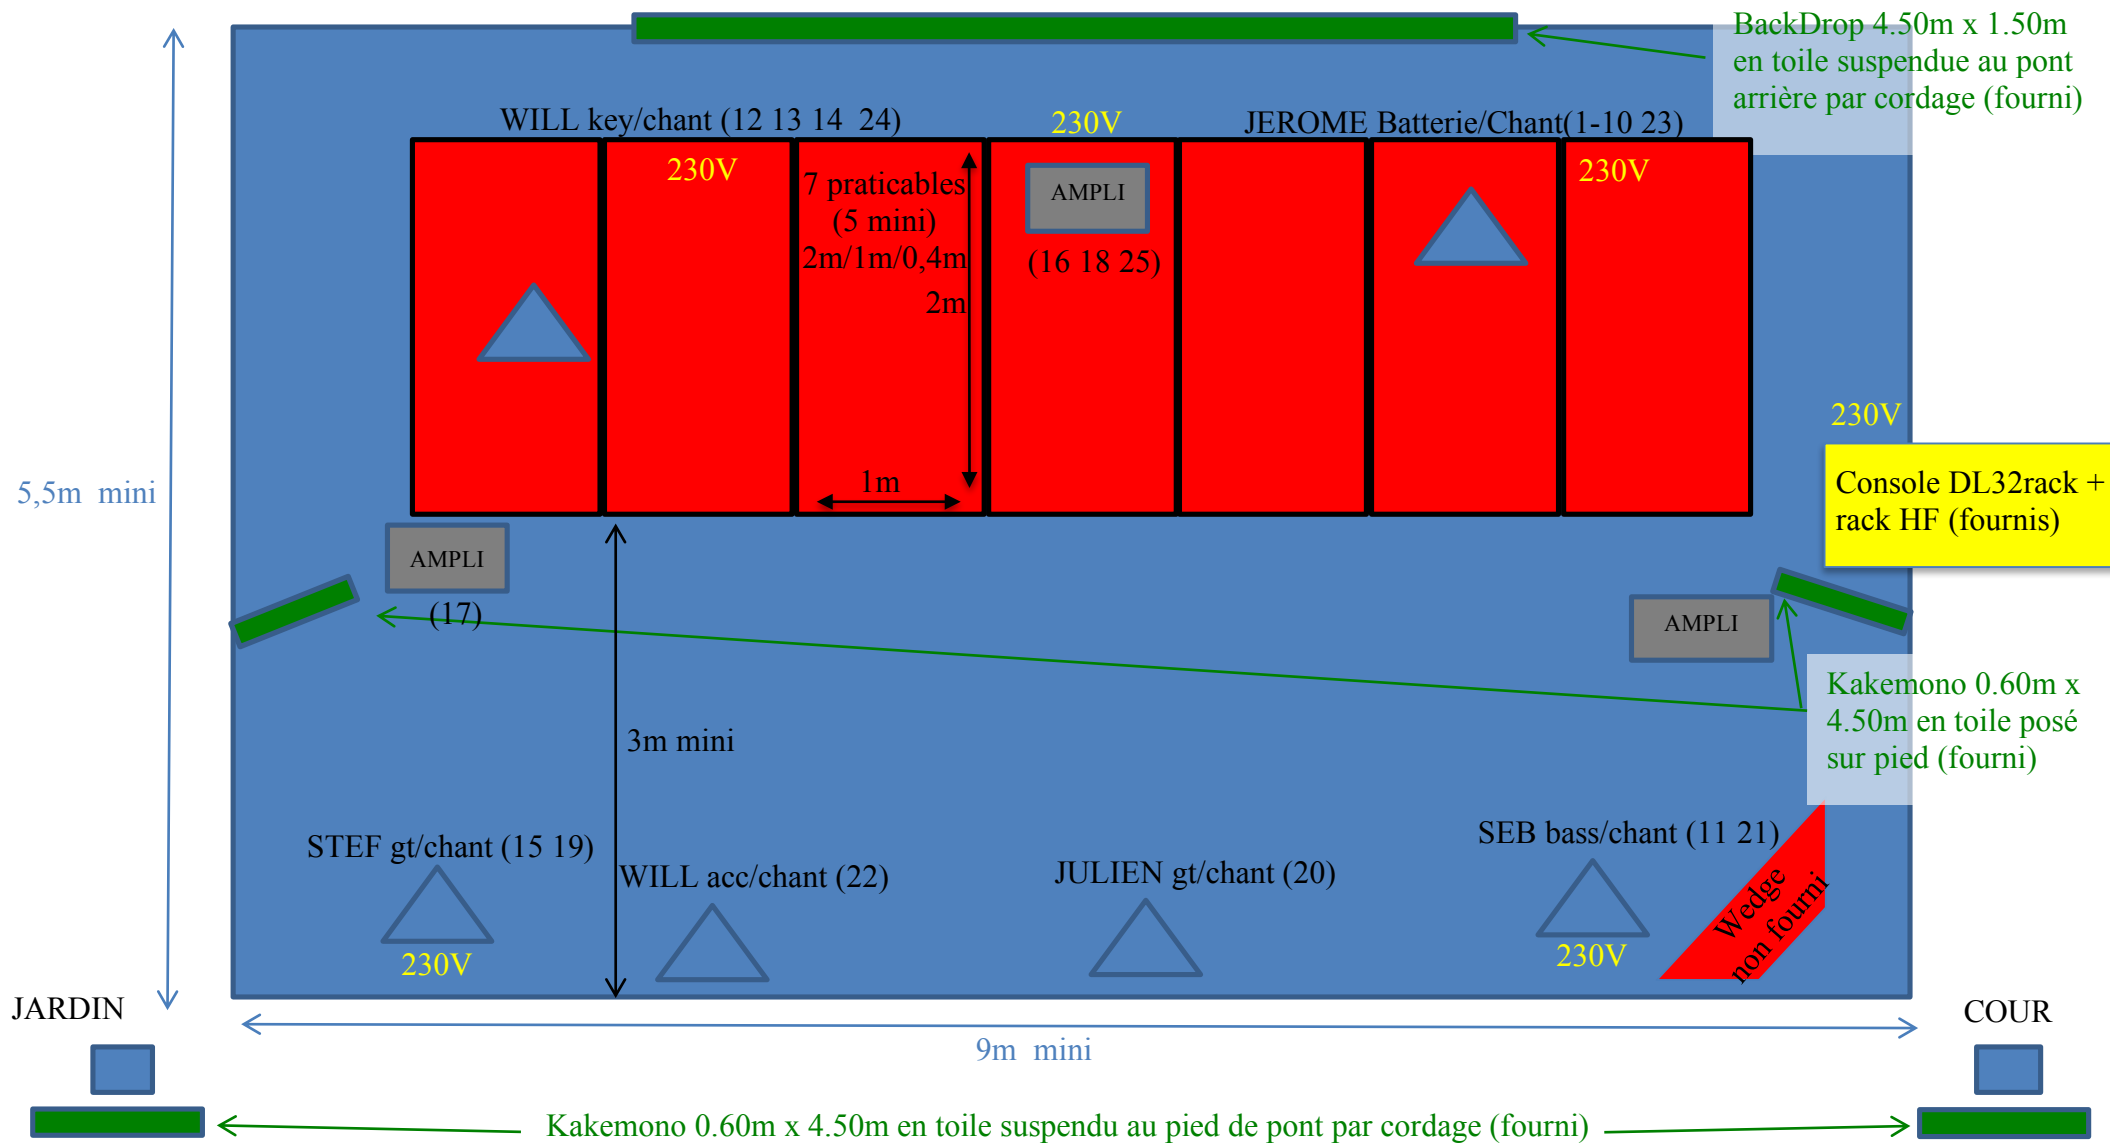 BackDrop 4.50m x 1.50m
en toile suspendue au pont
arrière par cordage (fourni)
WILL key/chant (12 13 14  24)
230V
JEROME Batterie/Chant(1-10 23)
230V
7 praticables
(5 mini)
2m/1m/0,4m
2m
1m
AMPLI
(16 18 25)
230V
230V
Console DL32rack +
rack HF (fournis)
5,5m  mini
AMPLI
(17)
AMPLI
Kakemono 0.60m x
4.50m en toile posé
sur pied (fourni)
3m mini
STEF gt/chant (15 19)
230V
WILL acc/chant (22)
JULIEN gt/chant (20)
SEB bass/chant (11 21)
230V
Wedge
non fourni
JARDIN
COUR
9m  mini
Kakemono 0.60m x 4.50m en toile suspendu au pied de pont par cordage (fourni)